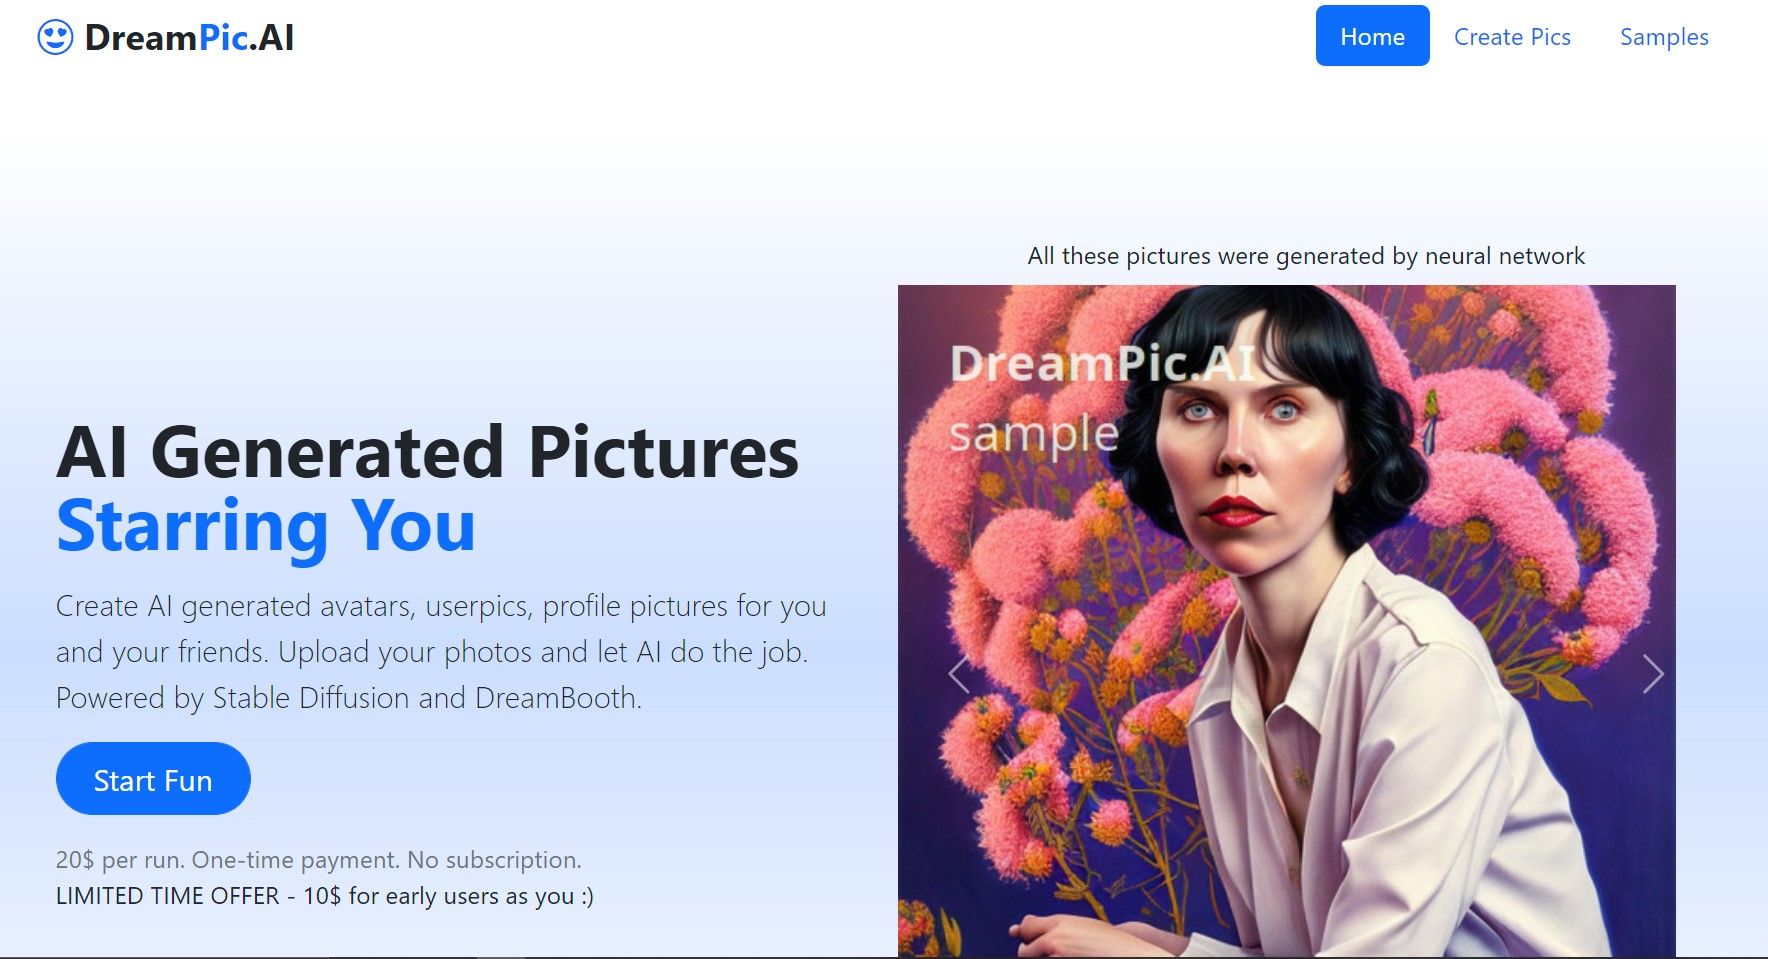 DreamPic.AI
Home
Create Pics
Samples
All these pictures were generated by neural network
DreamPic.AI
sample
AI Generated Pictures
Starring You
Create AI generated avatars, userpics, profile pictures for you
and your friends. Upload your photos and let AI do the job.
Powered by Stable Diffusion and DreamBooth.
Start Fun
20$ per run. One-time payment. No subscription.
LIMITED TIME OFFER - 10$ for early users as you :)